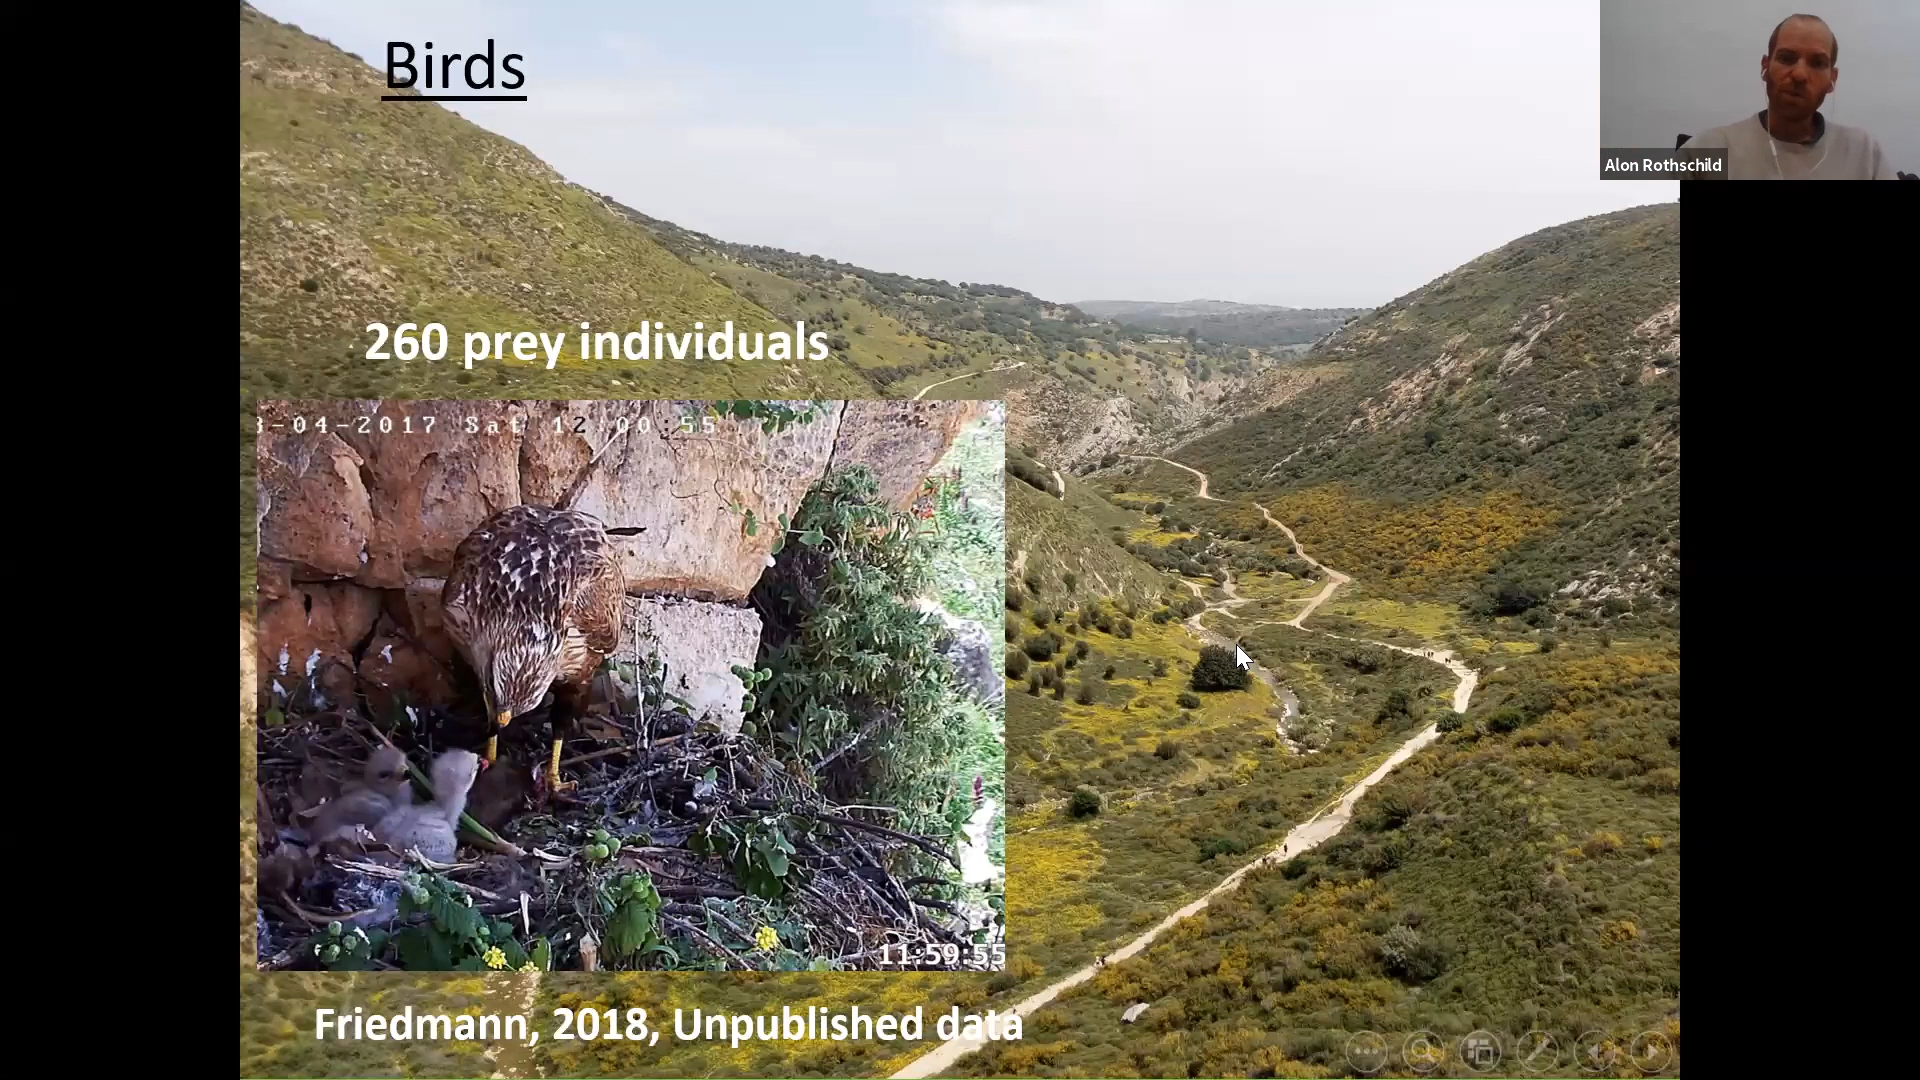 Birds
Alon Rothschild
260 prey individuals
-04-2017 Sat 12:00:55
11:59:55
Friedmann, 2018, Unpublished data